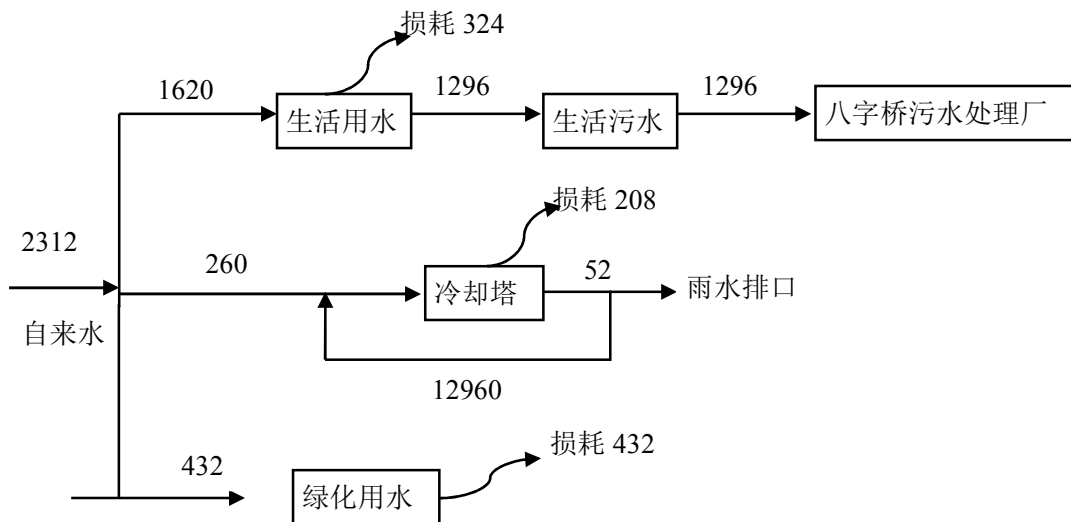 损耗 324
1620
生活用水
1296
生活污水
1296
八字桥污水处理厂
损耗 208
2312
260
冷却塔
52
雨水排口
自来水
12960
损耗 432
432
绿化用水